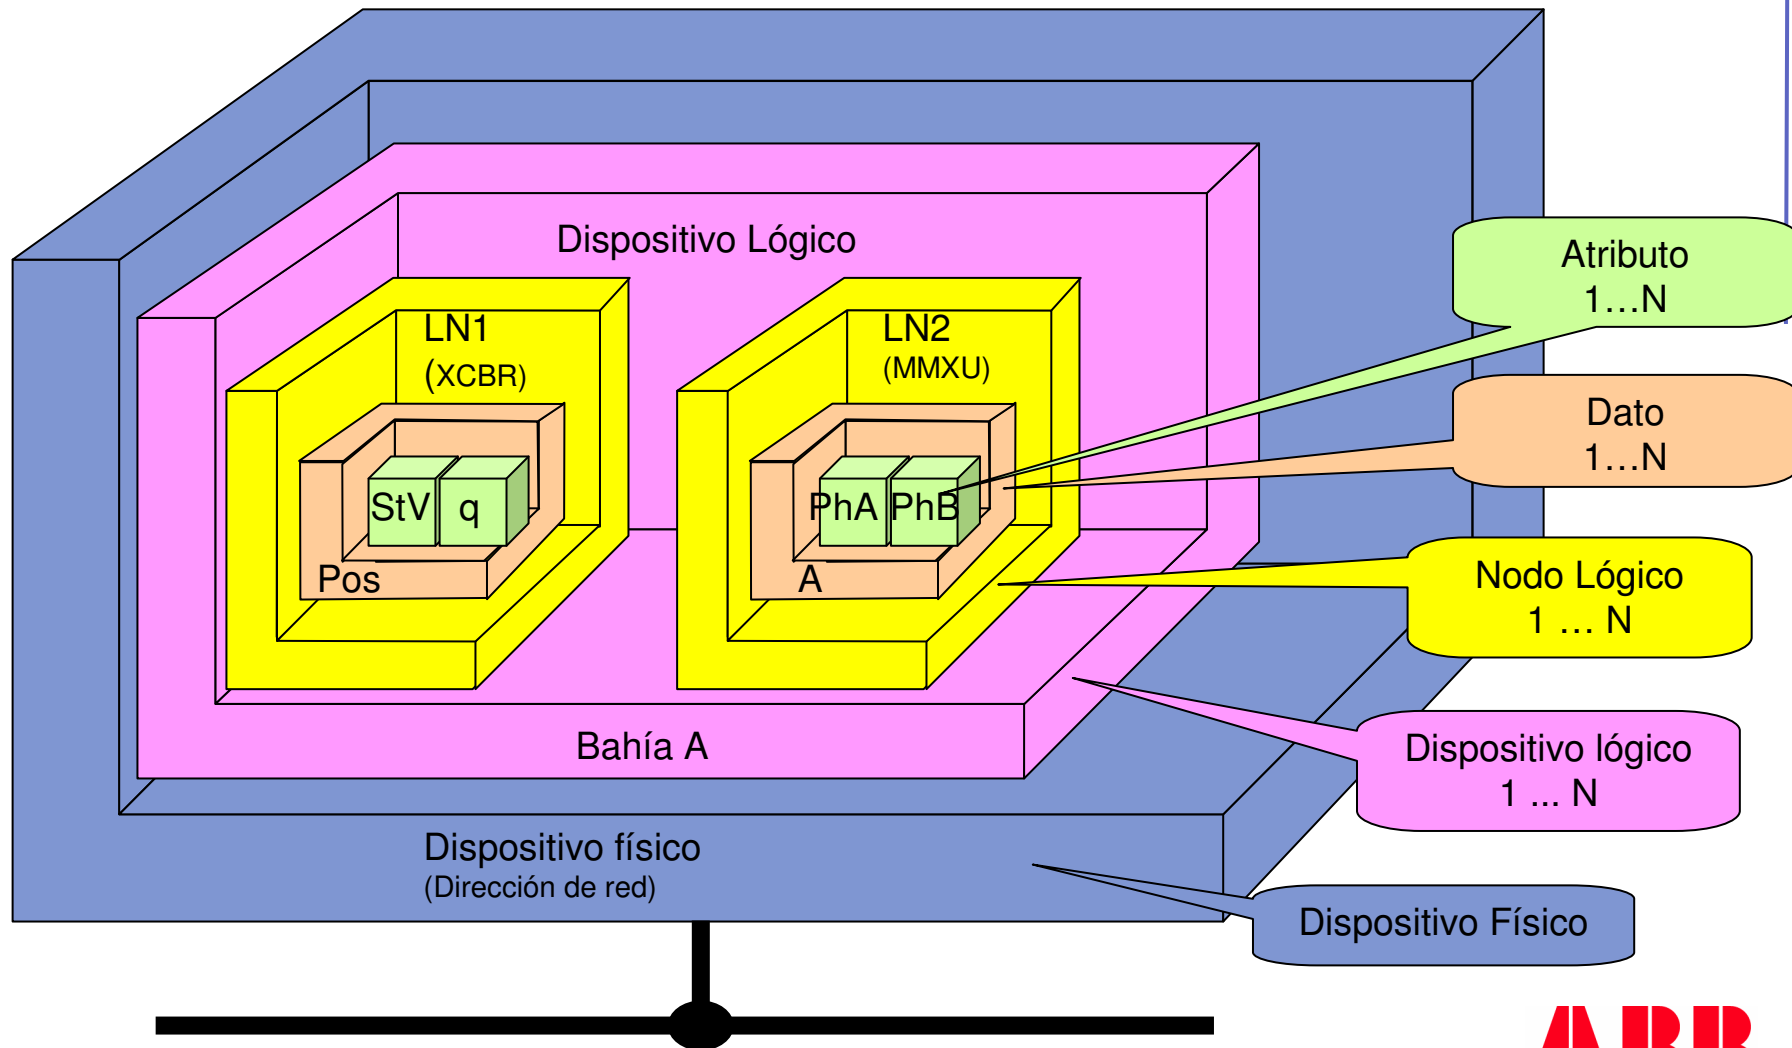 Dispositivo Lógico
LN1
(XCBR)
LN2
(MMXU)
StV
q
Pos
PhA
PhB
A
Bahía A
Dispositivo físico
(Dirección de red)
Atributo
1…N
Dato
1…N
Nodo Lógico
1 … N
Dispositivo lógico
1 ... N
Dispositivo Físico
ABB